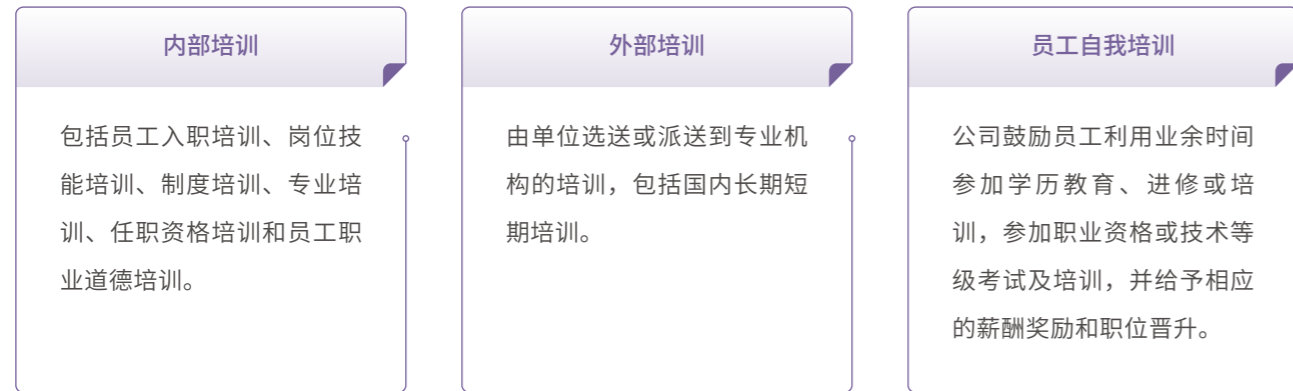 内部培训
包括员工入职培训、岗位技
能培训、制度培训、专业培
训、任职资格培训和员工职
业道德培训。
外部培训
由单位选送或派送到专业机
构的培训，包括国内长期短
期培训。
员工自我培训
公司鼓励员工利用业余时间
参加学历教育、进修或培
训，参加职业资格或技术等
级考试及培训，并给予相应
的薪酬奖励和职位晋升。